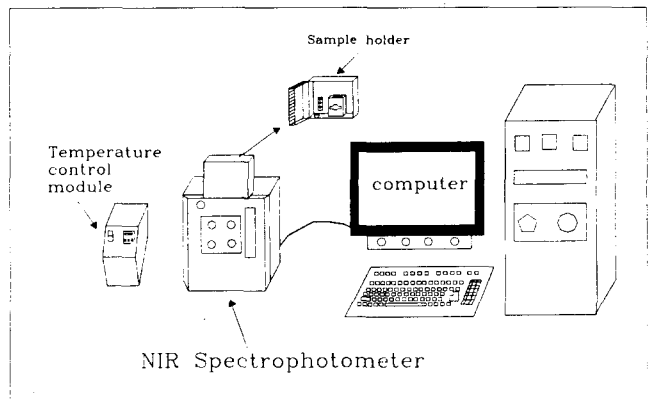 Sample holder
Temperature
control
module
computer
NIR Spectrophotometer